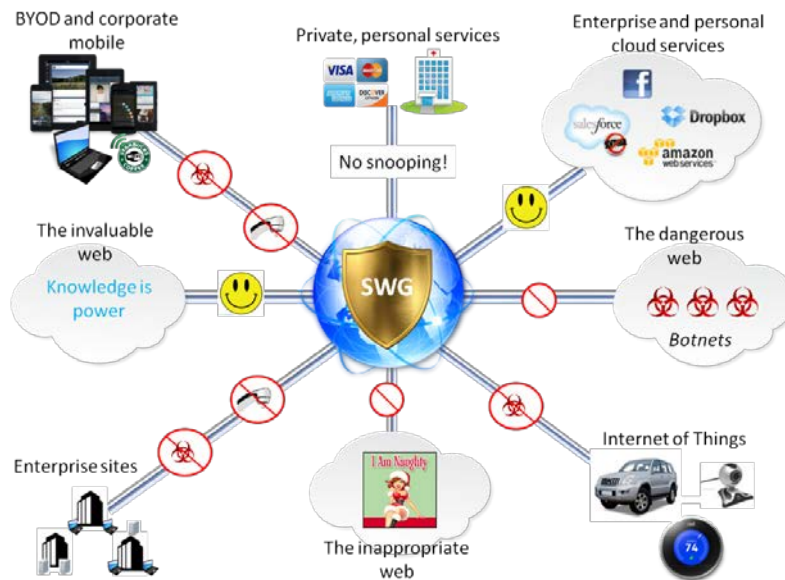 BYOD and corporate
mobile
Private, personal services
Enterprise and personal
cloud services
VISA
MasterCard
DISCOVER
salesforce
Dropbox
amazon
web services
No snooping!
The invaluable
web
Knowledge is
power
SWG
The dangerous
web
Botnets
Enterprise sites
I Am Naughty
The inappropriate
web
Internet of Things
74